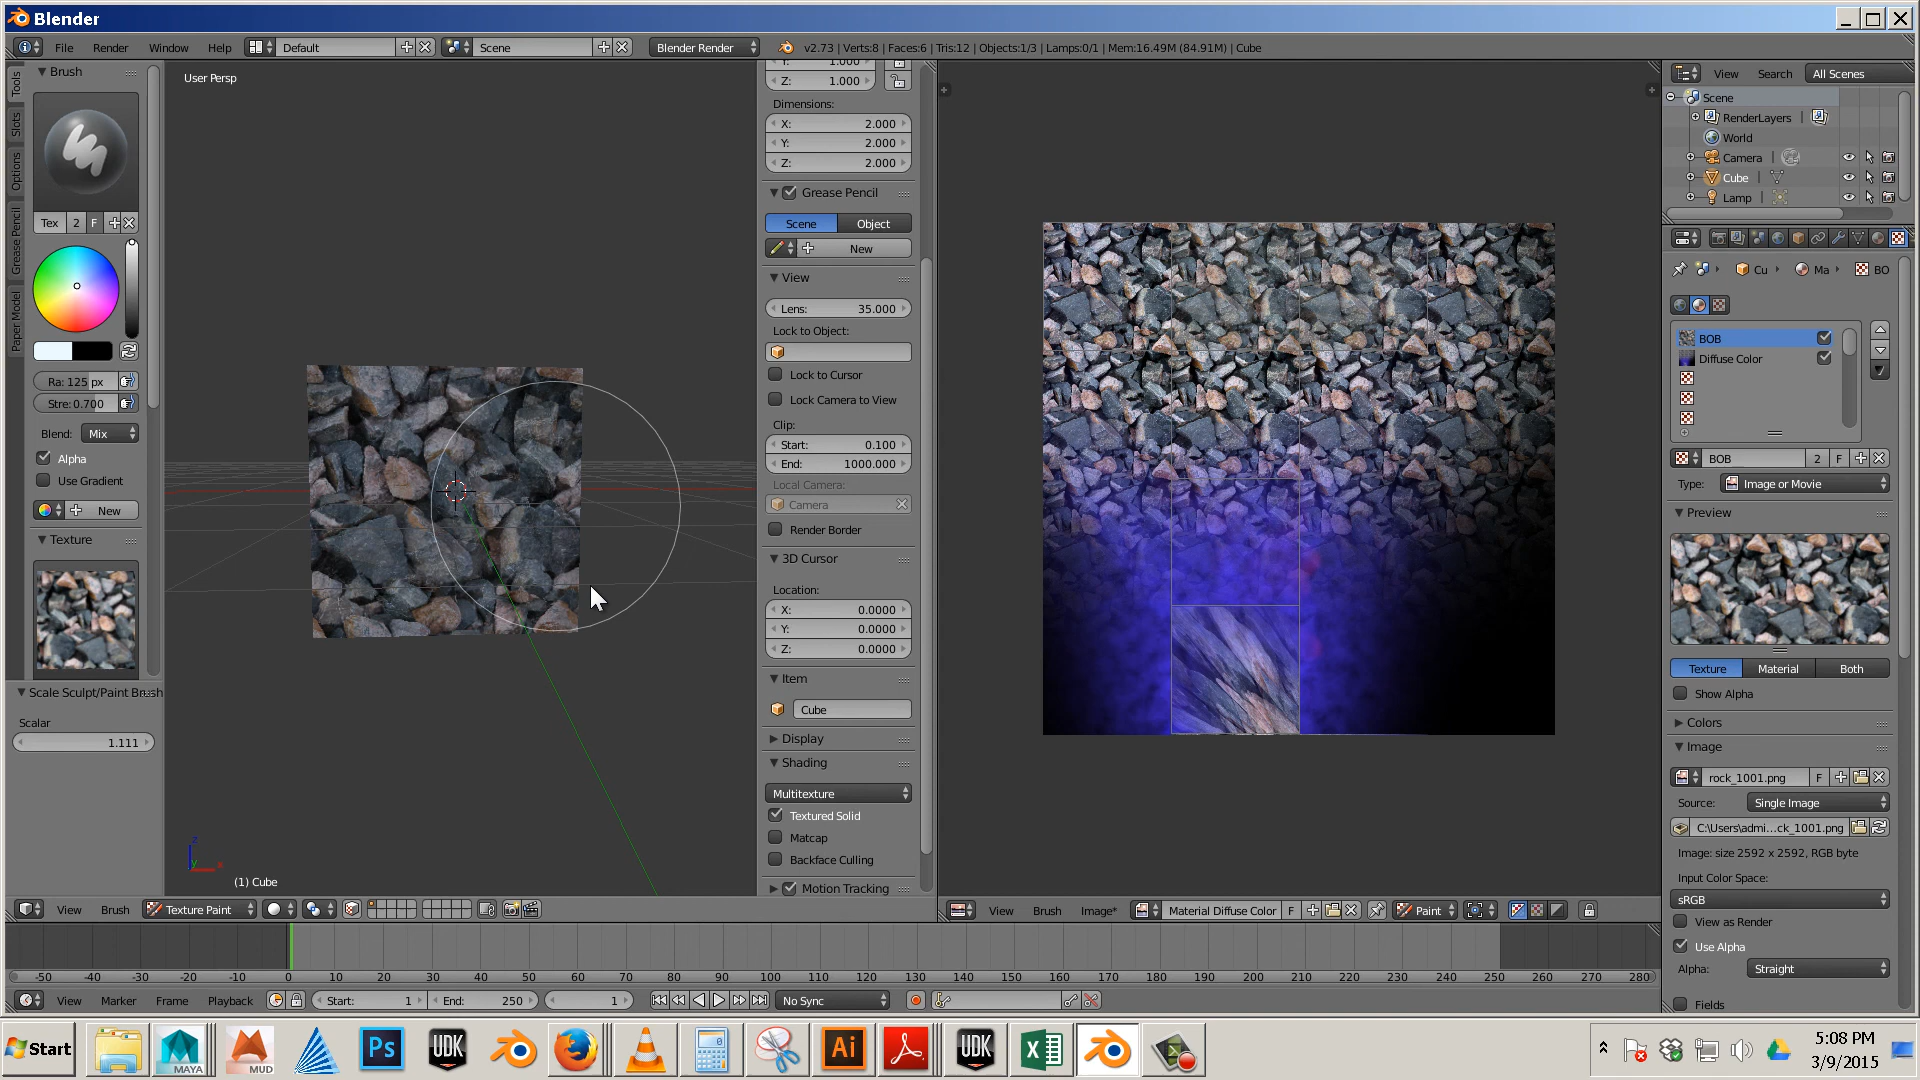 Blender
File Render Window Help Default Scene Blender Render v2.73 | Verts:8 | Faces:6 | Tris:12 | Objects:1/3 | Lamps:0/1 | Mem:16.49M (84.91M) | Cube
Tools
Slots
Options
Grease Pencil
Paper Model
Brush
Tex 2 F
Ra: 125 px
Stre: 0.700
Blend: Mix
Alpha
Use Gradient
New
Texture
Scale Sculpt/Paint Brush
Scalar
1.111
User Persp
(1) Cube
Y: 1.000
Z: 1.000
Dimensions:
X: 2.000
Y: 2.000
Z: 2.000
Grease Pencil
Scene Object
New
View
Lens: 35.000
Lock to Object:
Lock to Cursor
Lock Camera to View
Clip:
Start: 0.100
End: 1000.000
Local Camera:
Camera
Render Border
3D Cursor
Location:
X: 0.0000
Y: 0.0000
Z: 0.0000
Item
Cube
Display
Shading
Multitexture
Textured Solid
Matcap
Backface Culling
Motion Tracking
View Search All Scenes
Scene
RenderLayers
World
Camera
Cube
Lamp
Cu Ma BO
BOB
Diffuse Color
BOB 2 F
Type: Image or Movie
Preview
Texture Material Both
Show Alpha
Colors
Image
rock_1001.png F
Source: Single Image
C:\Users\admi...ck_1001.png
Image: size 2592 x 2592, RGB byte
Input Color Space:
sRGB
View as Render
Use Alpha
Alpha: Straight
Fields
View Brush Texture Paint
View Brush Image* Material Diffuse Color F Paint
-50 -40 -30 -20 -10 0 10 20 30 40 50 60 70 80 90 100 110 120 130 140 150 160 170 180 190 200 210 220 230 240 250 260 270 280
View Marker Frame Playback Start: 1 End: 250 1 No Sync
Start MAYA MUD Ps UDK Ai UDK X
5:08 PM
3/9/2015